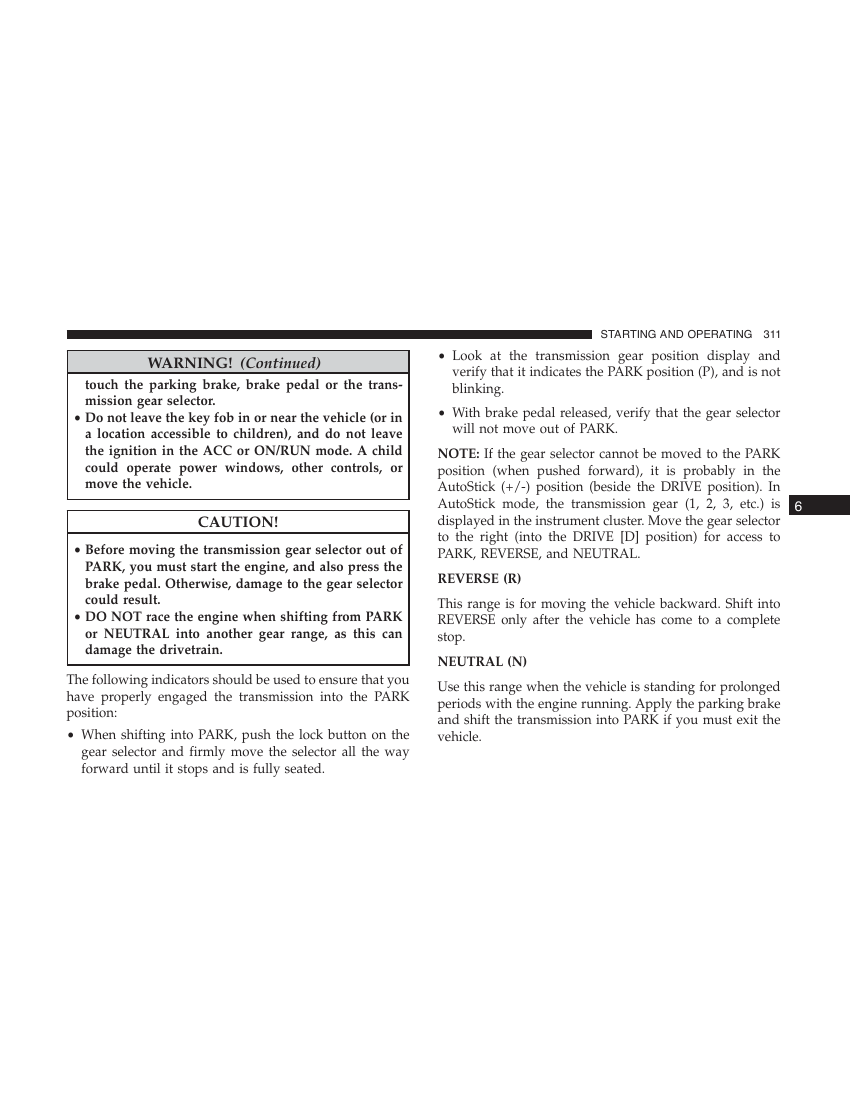 STARTING AND OPERATING 311
WARNING! (Continued)
touch the parking brake, brake pedal or the trans-
mission gear selector.
• Do not leave the key fob in or near the vehicle (or in
a location accessible to children), and do not leave
the ignition in the ACC or ON/RUN mode. A child
could operate power windows, other controls, or
move the vehicle.
CAUTION!
• Before moving the transmission gear selector out of
PARK, you must start the engine, and also press the
brake pedal. Otherwise, damage to the gear selector
could result.
• DO NOT race the engine when shifting from PARK
or NEUTRAL into another gear range, as this can
damage the drivetrain.
The following indicators should be used to ensure that you
have properly engaged the transmission into the PARK
position:
• When shifting into PARK, push the lock button on the
gear selector and firmly move the selector all the way
forward until it stops and is fully seated.
• Look at the transmission gear position display and
verify that it indicates the PARK position (P), and is not
blinking.
• With brake pedal released, verify that the gear selector
will not move out of PARK.
NOTE: If the gear selector cannot be moved to the PARK
position (when pushed forward), it is probably in the
AutoStick (+/-) position (beside the DRIVE position). In
AutoStick mode, the transmission gear (1, 2, 3, etc.) is
displayed in the instrument cluster. Move the gear selector
to the right (into the DRIVE [D] position) for access to
PARK, REVERSE, and NEUTRAL.
REVERSE (R)
This range is for moving the vehicle backward. Shift into
REVERSE only after the vehicle has come to a complete
stop.
NEUTRAL (N)
Use this range when the vehicle is standing for prolonged
periods with the engine running. Apply the parking brake
and shift the transmission into PARK if you must exit the
vehicle.
6